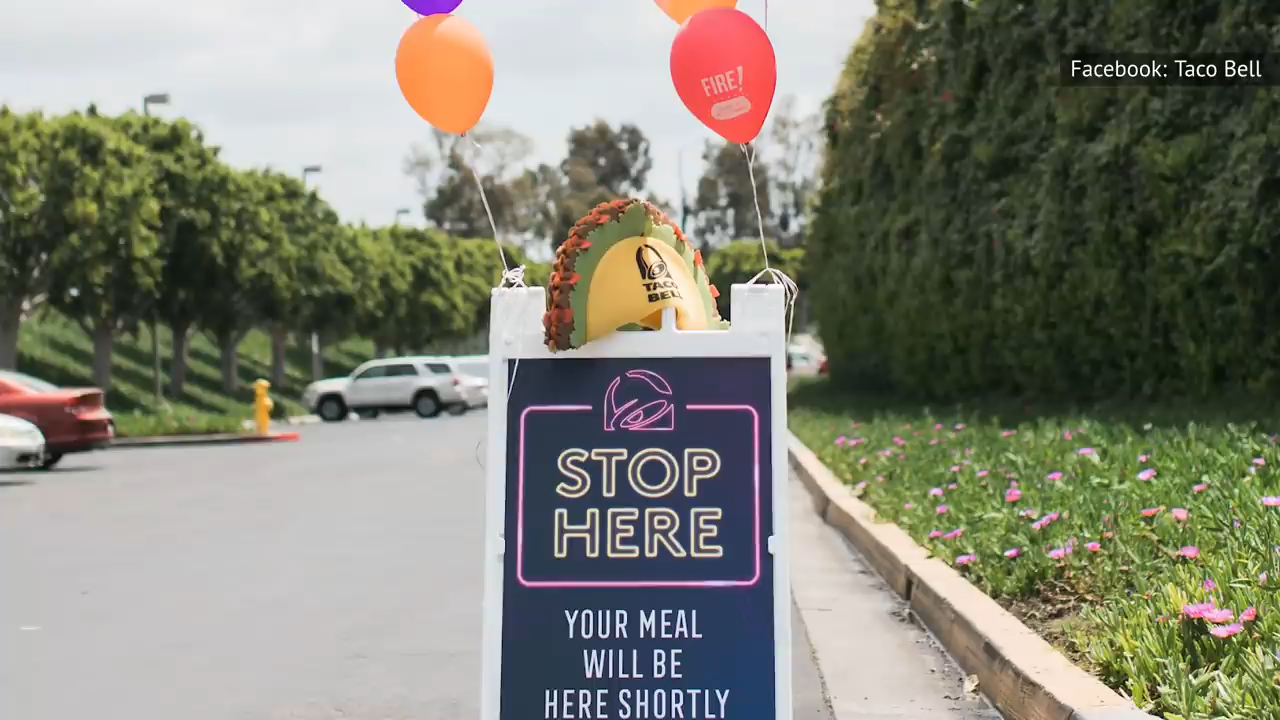 Facebook: Taco Bell
FIRE!
TACO
BELL
STOP
HERE
YOUR MEAL
WILL BE
HERE SHORTLY